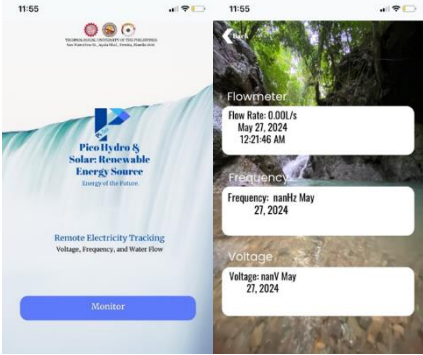 11:55
TECHNOLOGICAL UNIVERSITY OF THE PHILIPPINES
Pico Hydro &
Solar: Renewable
Energy Source
Energy of the Future.
Remote Electricity Tracking
Voltage, Frequency, and Water Flow
Monitor
11:55
Back
Flowmeter
Flow Rate: 0.00L/s
May 27, 2024
12:21:46 AM
Frequency
Frequency: nanHz May
27, 2024
Voltage
Voltage: nanV May
27, 2024